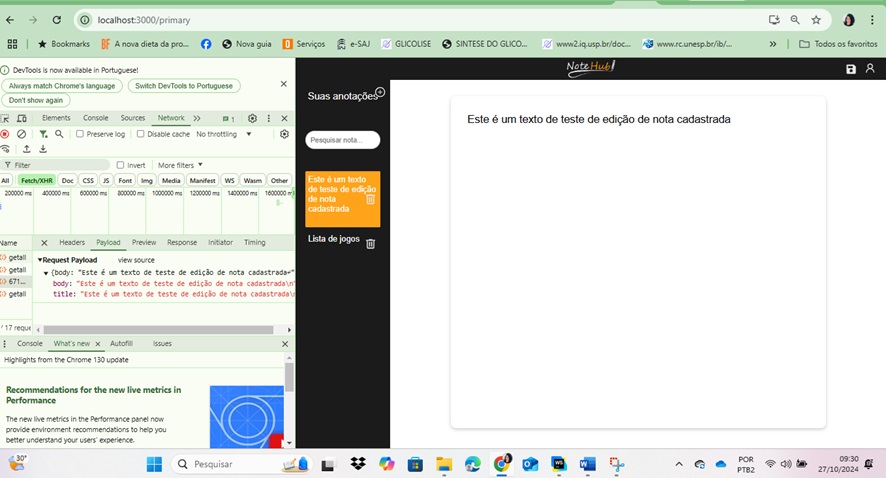 localhost:3000/primary
Bookmarks
A nova dieta da pro...
Nova guia
Serviços
e-SAJ
GLICOLISE
SINTESE DO GLICO...
www2.iq.usp.br/doc...
www.rc.unesp.br/ib/...
»
Todos os favoritos
DevTools is now available in Portuguese!
Always match Chrome's language
Switch DevTools to Portuguese
Don't show again
Elements
Console
Sources
Network
»
1
Preserve log
Disable cache
No throttling
Filter
Invert
More filters
All
Fetch/XHR
Doc
CSS
JS
Font
Img
Media
Manifest
WS
Wasm
Other
200000 ms
400000 ms
600000 ms
800000 ms
1000000 ms
1200000 ms
1400000 ms
1600000 m
Name
Headers
Payload
Preview
Response
Initiator
Timing
getall
getall
671...
getall
▼Request Payload
view source
▼ {body: "Este é um texto de teste de edição de nota cadastrada=
body: "Este é um texto de teste de edição de nota cadastrada\n
title: "Este é um texto de teste de edição de nota cadastrada\
17 reque
Console
What's new
Autofill
Issues
Highlights from the Chrome 130 update
Recommendations for the new live metrics in
Performance
The new live metrics in the Performance panel now
provide environment recommendations to help you
better understand your users' experience.
NoteHub!
Suas anotações
Pesquisar nota...
Este é um texto
de teste de edição
de nota
cadastrada
Lista de jogos
Este é um texto de teste de edição de nota cadastrada
30°
Pesquisar
POR
PTB2
09:30
27/10/2024